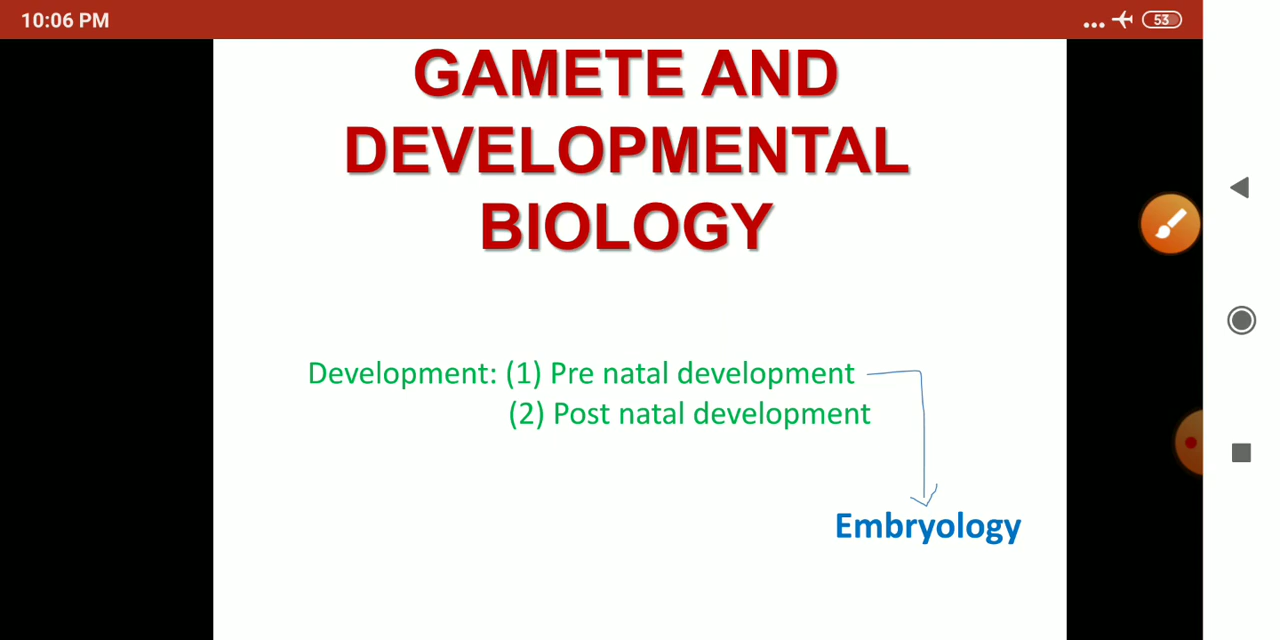 10:06 PM
53
GAMETE AND
DEVELOPMENTAL
BIOLOGY
Development: (1) Pre natal development
(2) Post natal development
Embryology